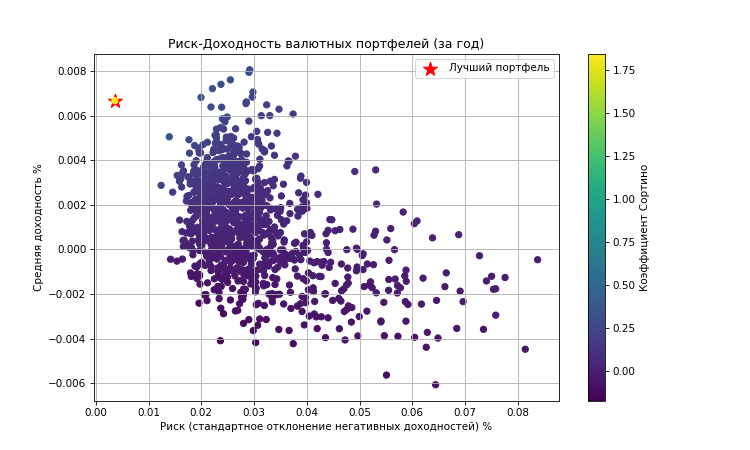 Риск-Доходность валютных портфелей (за год)
Лучший портфель
0.008
0.006
0.004
0.002
0.000
−0.002
−0.004
−0.006
Средняя доходность %
0.00 0.01 0.02 0.03 0.04 0.05 0.06 0.07 0.08
Риск (стандартное отклонение негативных доходностей) %
1.75
1.50
1.25
1.00
0.75
0.50
0.25
0.00
Коэффициент Сортино